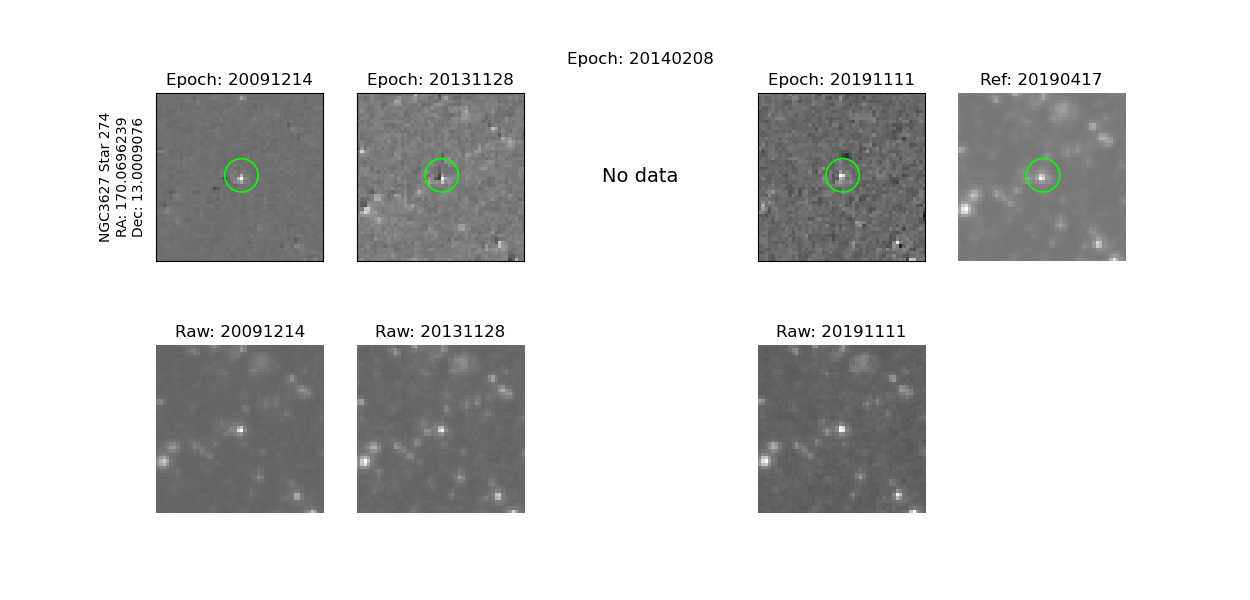 Epoch: 20140208
Epoch: 20091214
Epoch: 20131128
Epoch: 20191111
Ref: 20190417
NGC3627 Star 274
RA: 170.0696239
Dec: 13.0009076
No data
Raw: 20091214
Raw: 20131128
Raw: 20191111